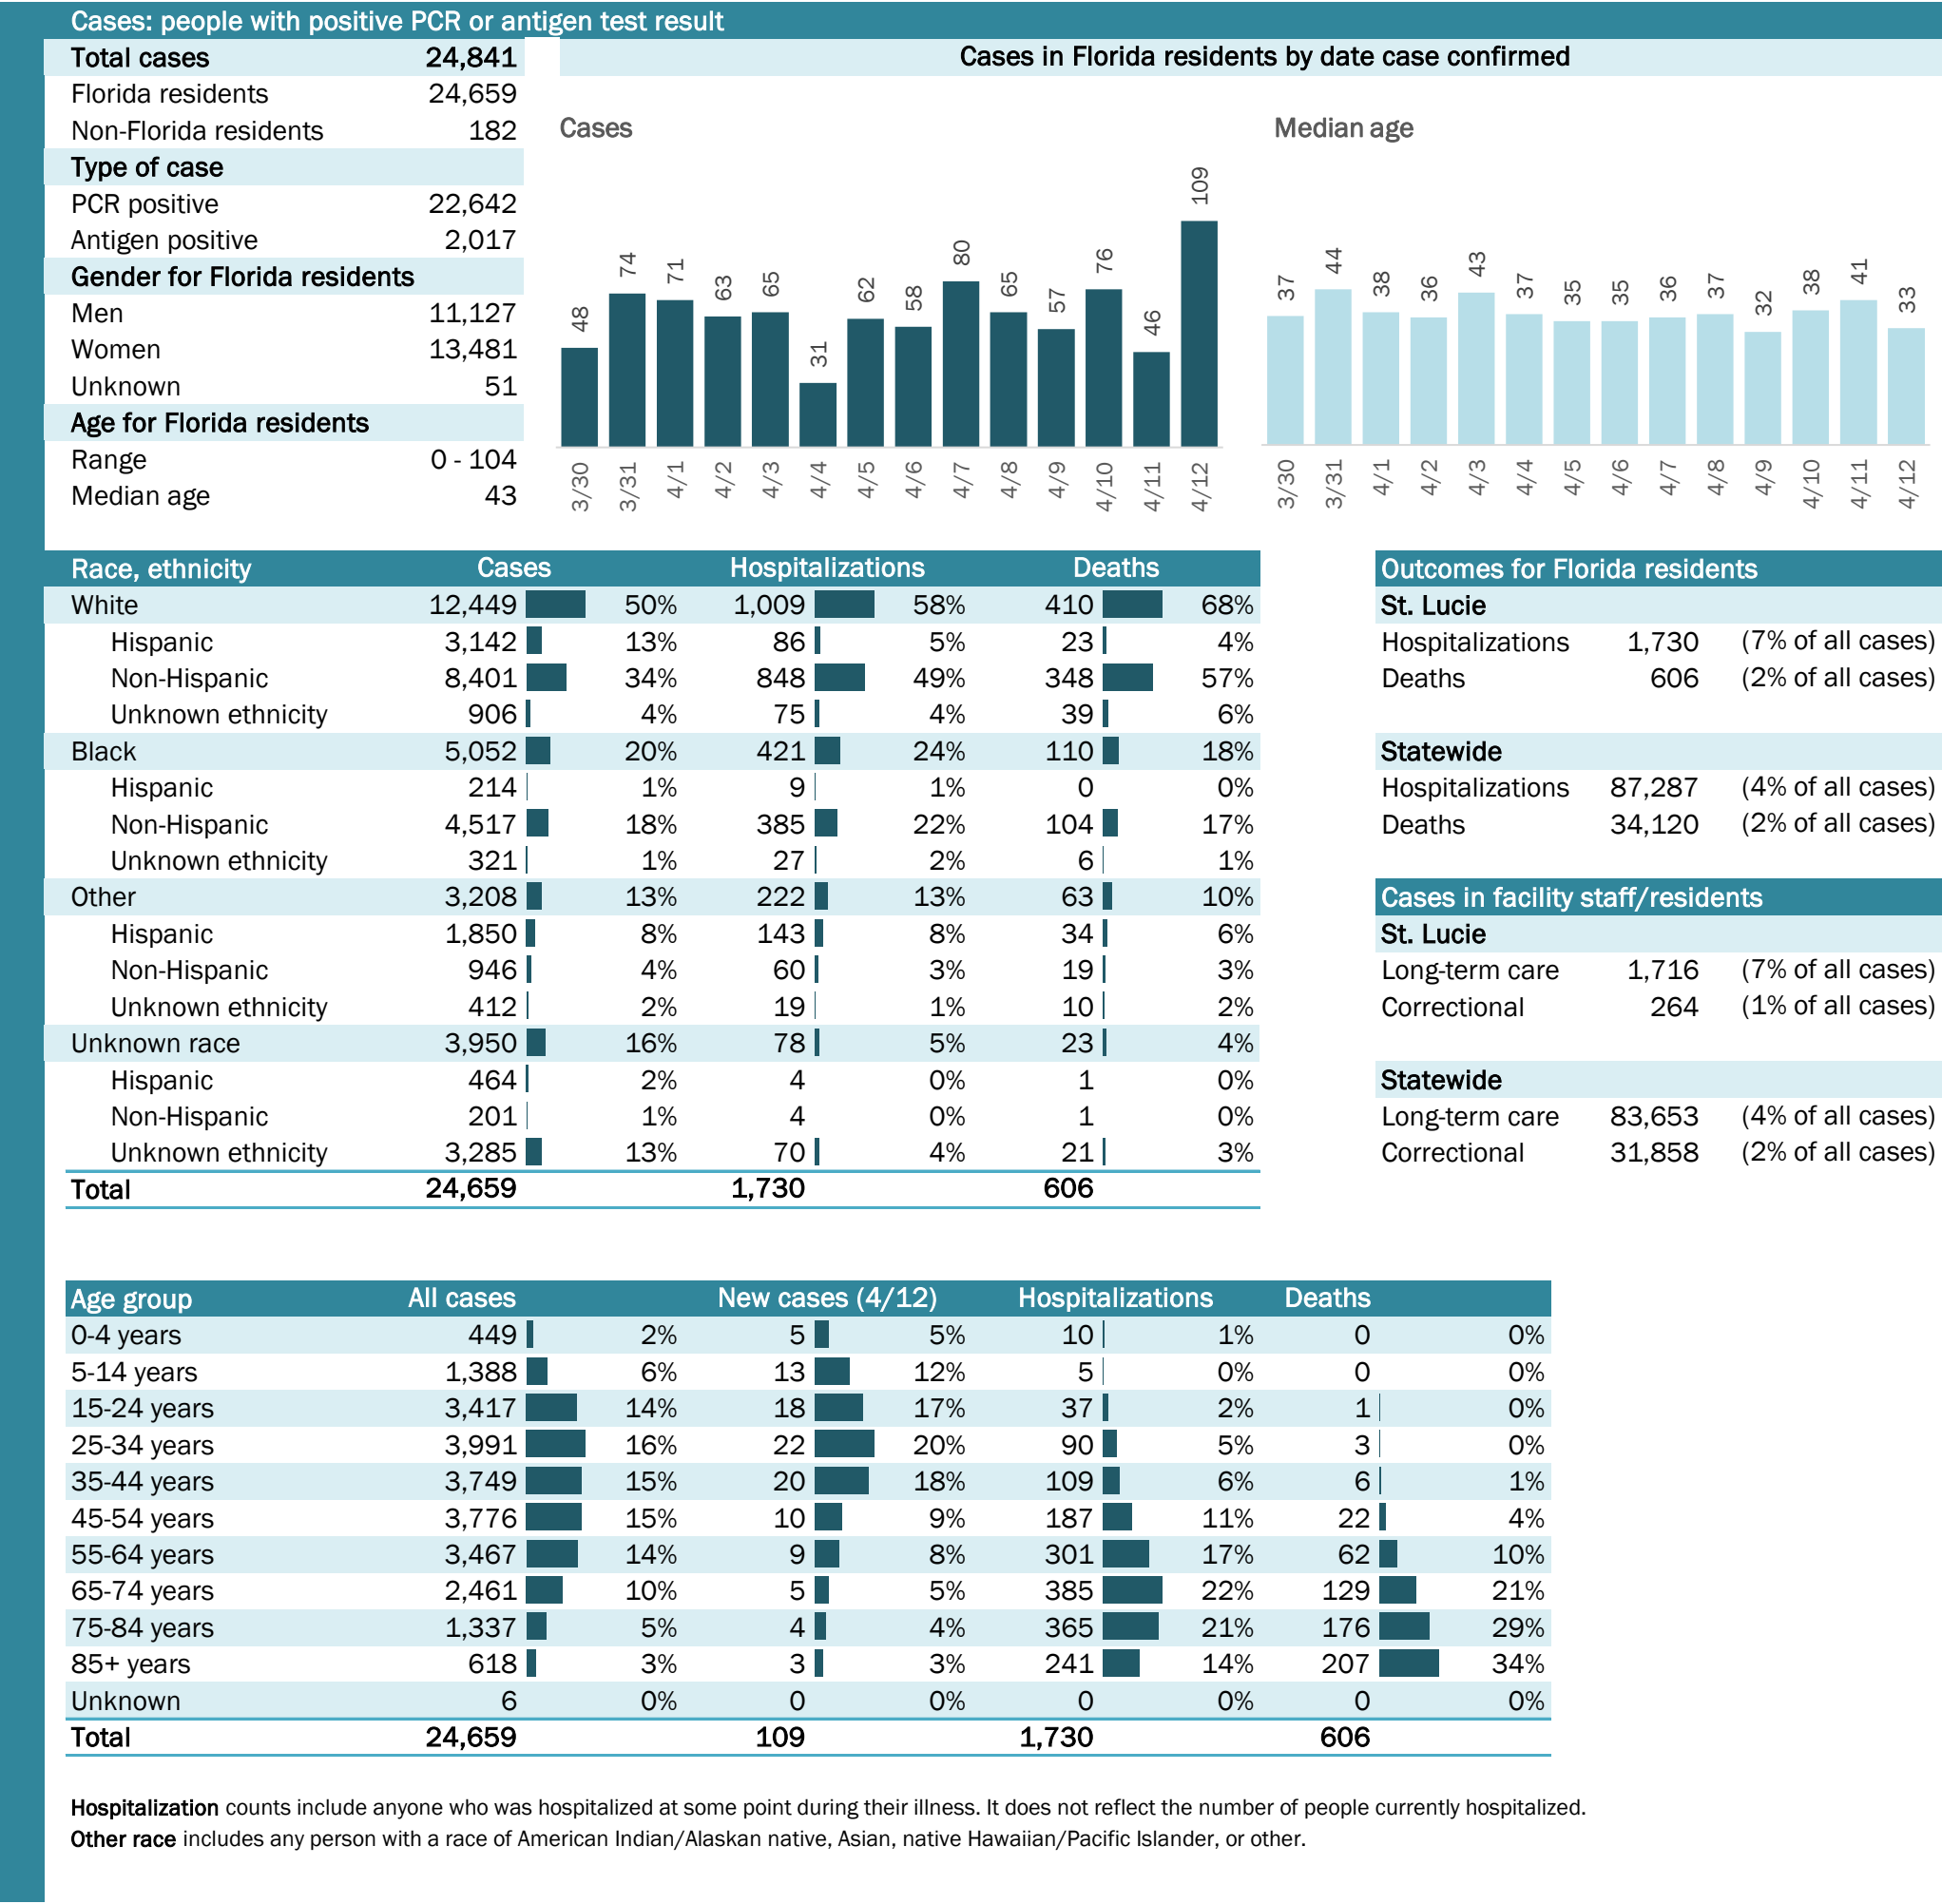 Cases: people with positive PCR or antigen test result
Total cases 24,841
Florida residents 24,659
Non-Florida residents 182
Type of case
PCR positive 22,642
Antigen positive 2,017
Gender for Florida residents
Men 11,127
Women 13,481
Unknown 51
Age for Florida residents
Range 0 - 104
Median age 43
Cases in Florida residents by date case confirmed
Cases
48 74 71 63 65 31 62 58 80 65 57 76 46 109
3/30 3/31 4/1 4/2 4/3 4/4 4/5 4/6 4/7 4/8 4/9 4/10 4/11 4/12
Median age
37 44 38 36 43 37 35 35 36 37 32 38 41 33
3/30 3/31 4/1 4/2 4/3 4/4 4/5 4/6 4/7 4/8 4/9 4/10 4/11 4/12
Race, ethnicity Cases Hospitalizations Deaths
White 12,449 50% 1,009 58% 410 68%
Hispanic 3,142 13% 86 5% 23 4%
Non-Hispanic 8,401 34% 848 49% 348 57%
Unknown ethnicity 906 4% 75 4% 39 6%
Black 5,052 20% 421 24% 110 18%
Hispanic 214 1% 9 1% 0 0%
Non-Hispanic 4,517 18% 385 22% 104 17%
Unknown ethnicity 321 1% 27 2% 6 1%
Other 3,208 13% 222 13% 63 10%
Hispanic 1,850 8% 143 8% 34 6%
Non-Hispanic 946 4% 60 3% 19 3%
Unknown ethnicity 412 2% 19 1% 10 2%
Unknown race 3,950 16% 78 5% 23 4%
Hispanic 464 2% 4 0% 1 0%
Non-Hispanic 201 1% 4 0% 1 0%
Unknown ethnicity 3,285 13% 70 4% 21 3%
Total 24,659 1,730 606
Outcomes for Florida residents
St. Lucie
Hospitalizations 1,730 (7% of all cases)
Deaths 606 (2% of all cases)
Statewide
Hospitalizations 87,287 (4% of all cases)
Deaths 34,120 (2% of all cases)
Cases in facility staff/residents
St. Lucie
Long-term care 1,716 (7% of all cases)
Correctional 264 (1% of all cases)
Statewide
Long-term care 83,653 (4% of all cases)
Correctional 31,858 (2% of all cases)
Age group All cases New cases (4/12) Hospitalizations Deaths
0-4 years 449 2% 5 5% 10 1% 0 0%
5-14 years 1,388 6% 13 12% 5 0% 0 0%
15-24 years 3,417 14% 18 17% 37 2% 1 0%
25-34 years 3,991 16% 22 20% 90 5% 3 0%
35-44 years 3,749 15% 20 18% 109 6% 6 1%
45-54 years 3,776 15% 10 9% 187 11% 22 4%
55-64 years 3,467 14% 9 8% 301 17% 62 10%
65-74 years 2,461 10% 5 5% 385 22% 129 21%
75-84 years 1,337 5% 4 4% 365 21% 176 29%
85+ years 618 3% 3 3% 241 14% 207 34%
Unknown 6 0% 0 0% 0 0% 0 0%
Total 24,659 109 1,730 606
Hospitalization counts include anyone who was hospitalized at some point during their illness. It does not reflect the number of people currently hospitalized.
Other race includes any person with a race of American Indian/Alaskan native, Asian, native Hawaiian/Pacific Islander, or other.